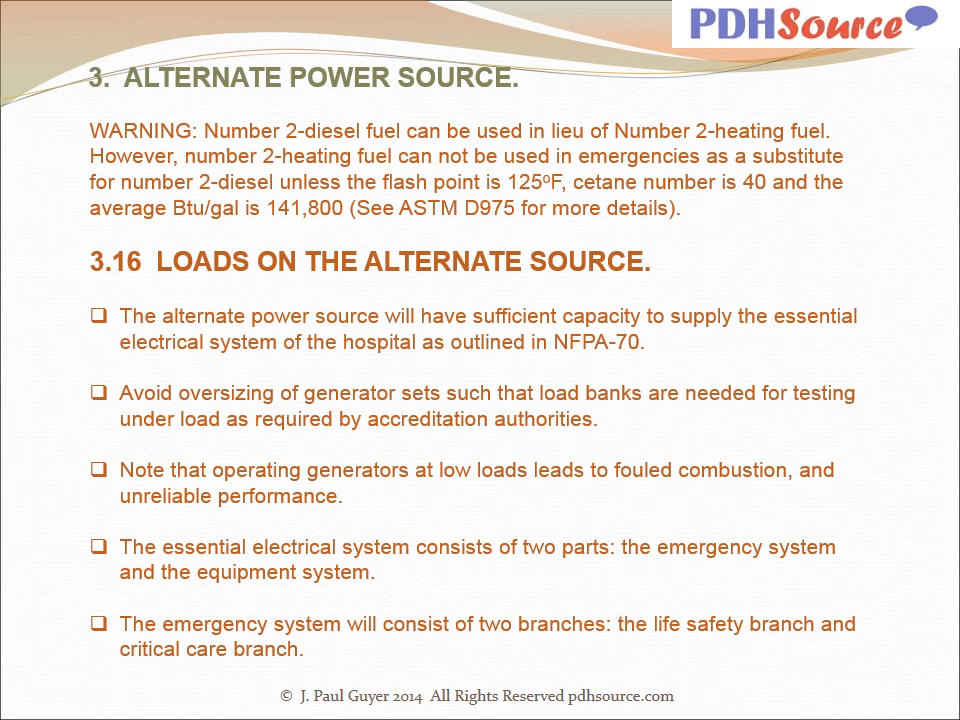 PDHSource
3. ALTERNATE POWER SOURCE.
WARNING: Number 2-diesel fuel can be used in lieu of Number 2-heating fuel.
However, number 2-heating fuel can not be used in emergencies as a substitute
for number 2-diesel unless the flash point is 125ºF, cetane number is 40 and the
average Btu/gal is 141,800 (See ASTM D975 for more details).
3.16 LOADS ON THE ALTERNATE SOURCE.
❑ The alternate power source will have sufficient capacity to supply the essential
electrical system of the hospital as outlined in NFPA-70.
❑ Avoid oversizing of generator sets such that load banks are needed for testing
under load as required by accreditation authorities.
❑ Note that operating generators at low loads leads to fouled combustion, and
unreliable performance.
❑ The essential electrical system consists of two parts: the emergency system
and the equipment system.
❑ The emergency system will consist of two branches: the life safety branch and
critical care branch.
© J. Paul Guyer 2014 All Rights Reserved pdhsource.com